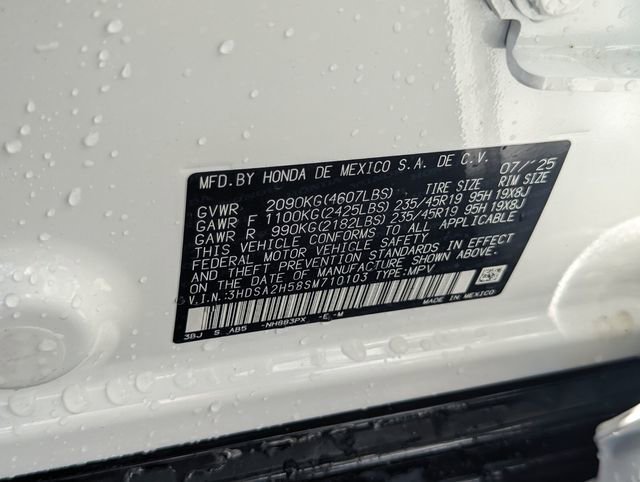 MFD.BY HONDA DE MEXICO S.A. DE C.V. 07/'25
GVWR 2090KG(4607LBS) TIRE SIZE RIM SIZE
GAWR F 1100KG(2425LBS) 235/45R19 95H 19X8J
GAWR R 990KG(2182LBS) 235/45R19 95H 19X8J
THIS VEHICLE CONFORMS TO ALL APPLICABLE
FEDERAL MOTOR VEHICLE SAFETY
AND THEFT PREVENTION STANDARDS IN EFFECT
ON THE DATE OF MANUFACTURE SHOWN ABOVE.
V.I.N.:3HDSA2H58SM710103 TYPE:MPV
MADE IN MEXICO
3BJ S AB5 -NH883PX -E -M